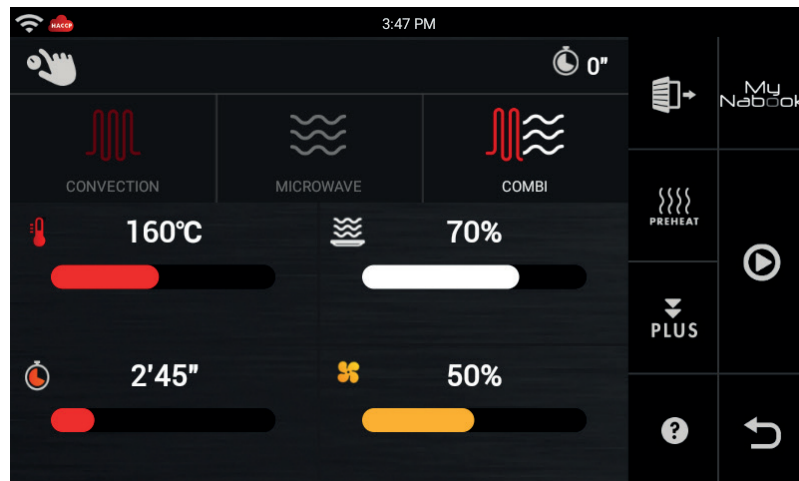 HACCP
3:47 PM
0"
My
Nabook
CONVECTION
MICROWAVE
COMBI
160°C
70%
PREHEAT
PLUS
2'45"
50%
?